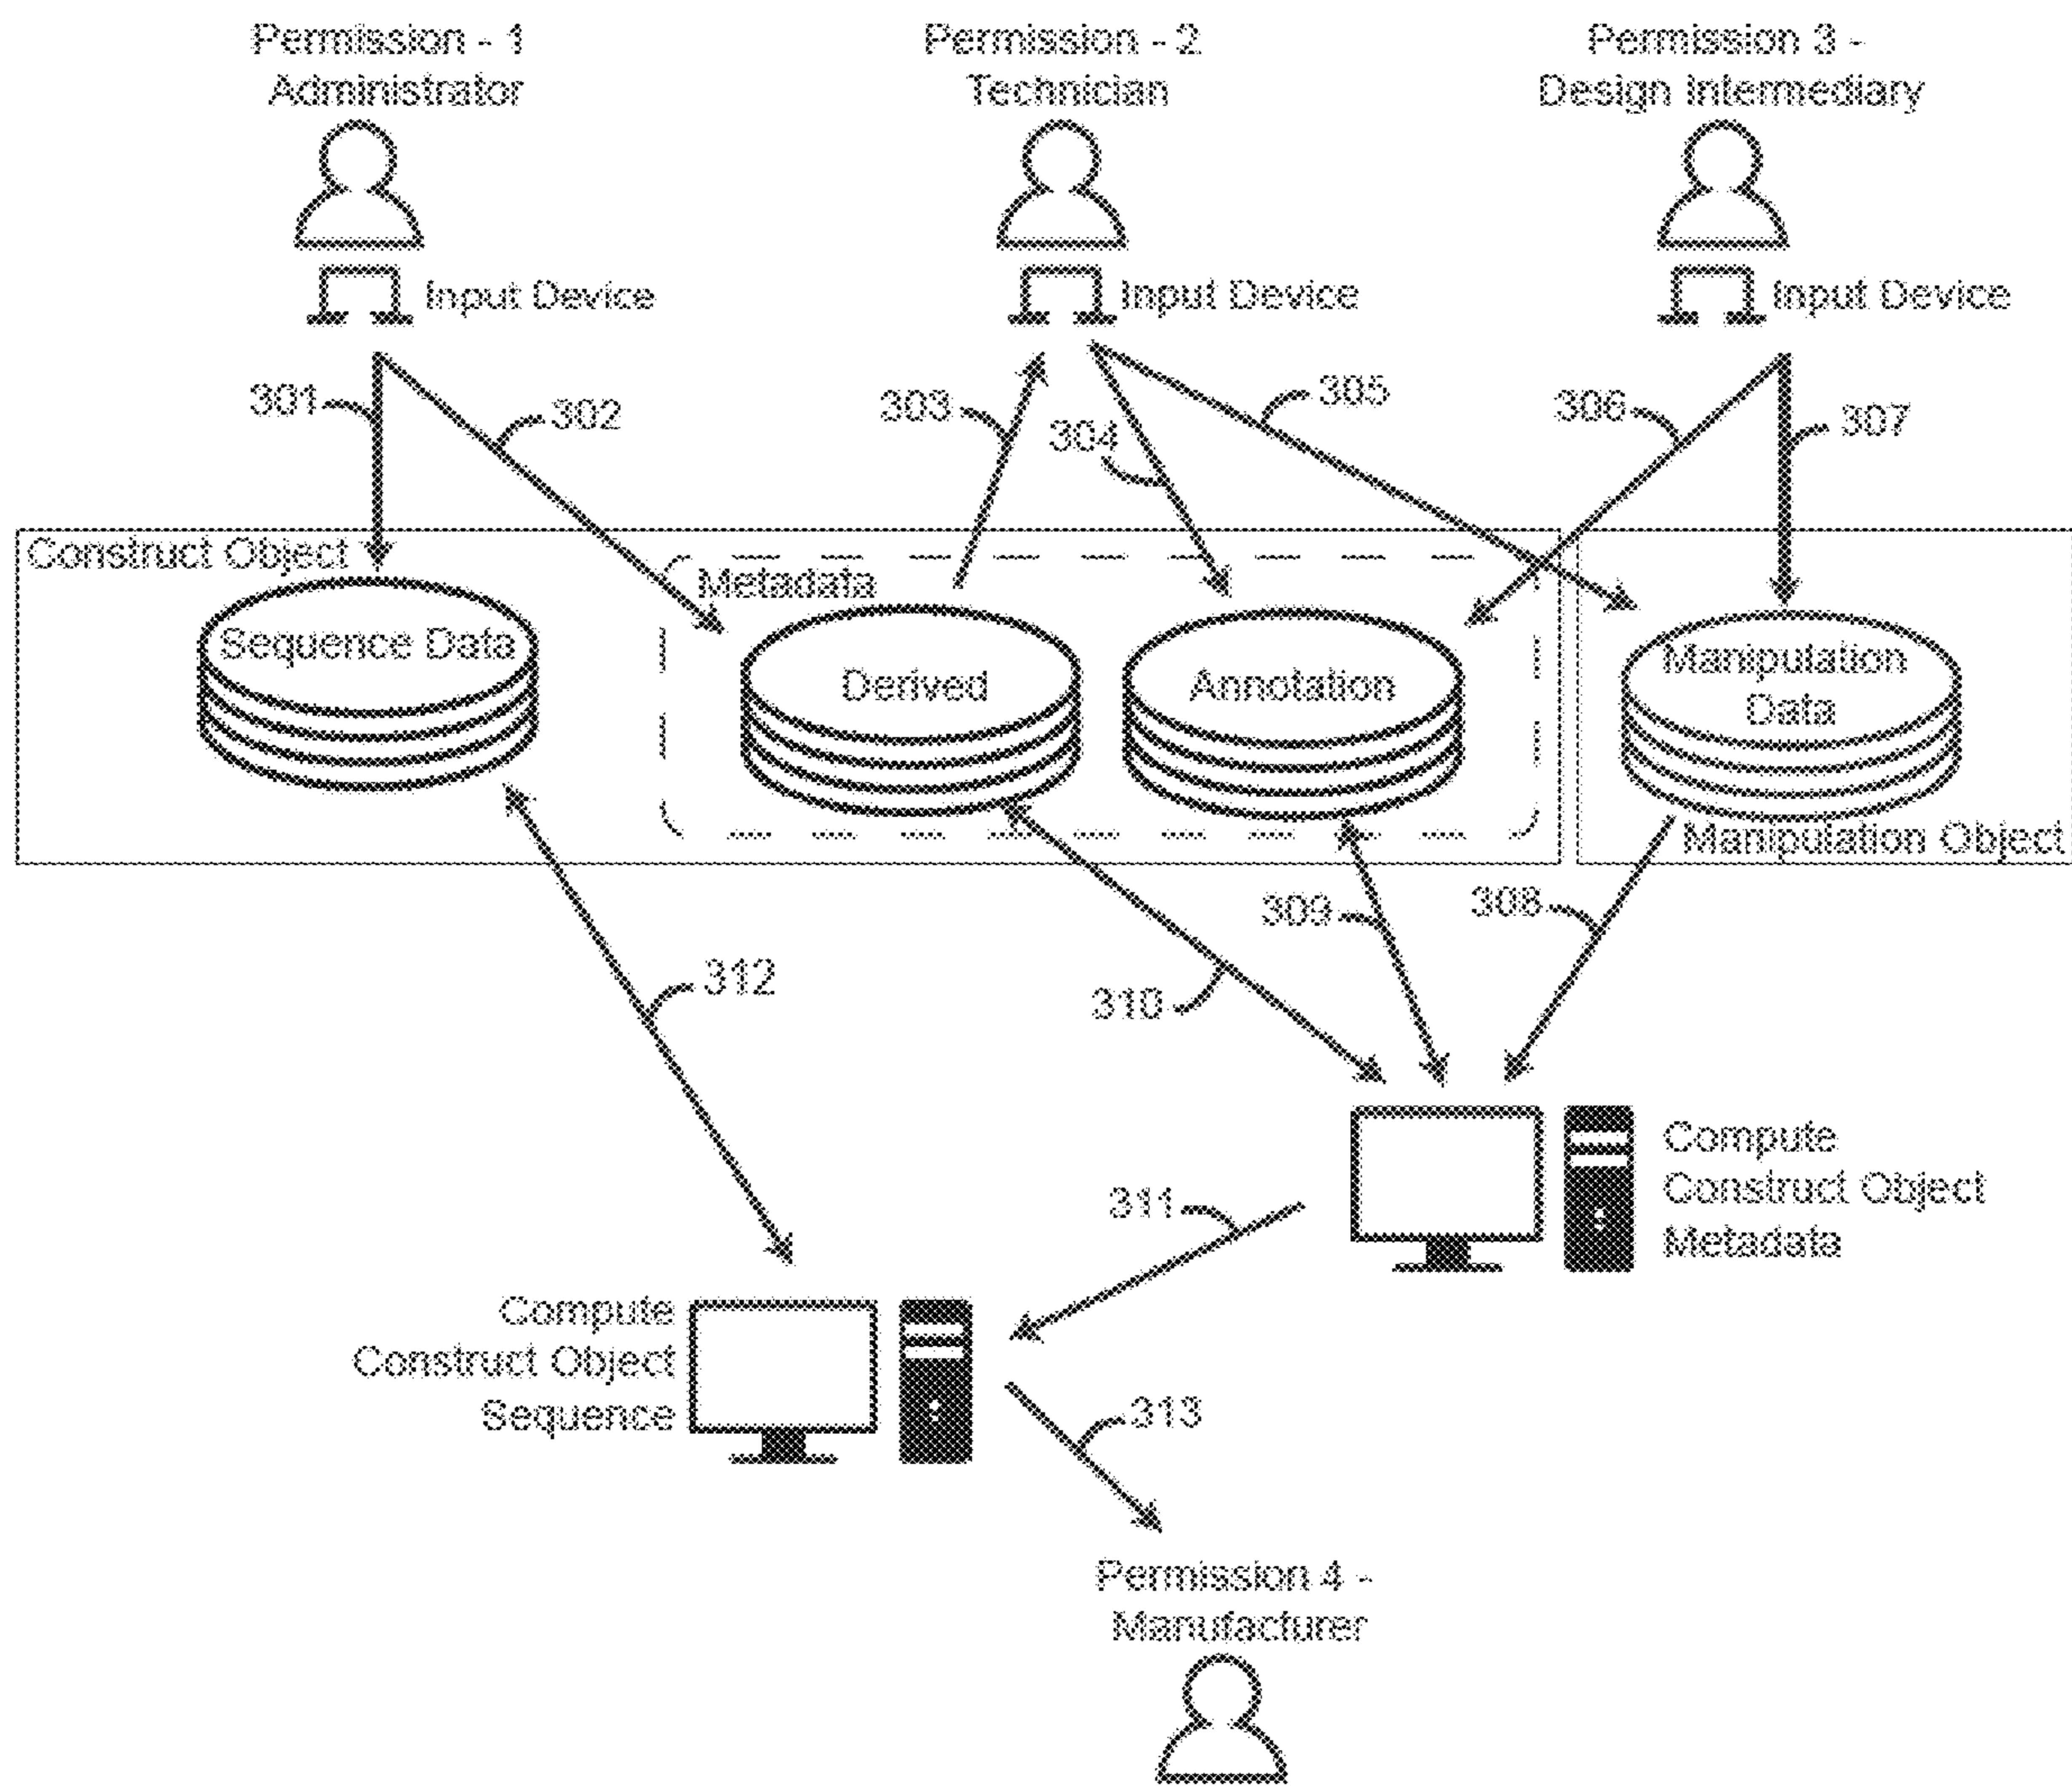 Permission - 1
Administrator
Permission - 2
Technician
Permission 3 -
Design Intermediary
Input Device
Input Device
Input Device
301
302
303
304
305
306
307
Construct Object
Metadata
Sequence Data
Derived
Annotation
Manipulation
Data
Manipulation Object
309
308
312
310
Compute
Construct Object
Metadata
311
Compute
Construct Object
Sequence
313
Permission 4 -
Manufacturer